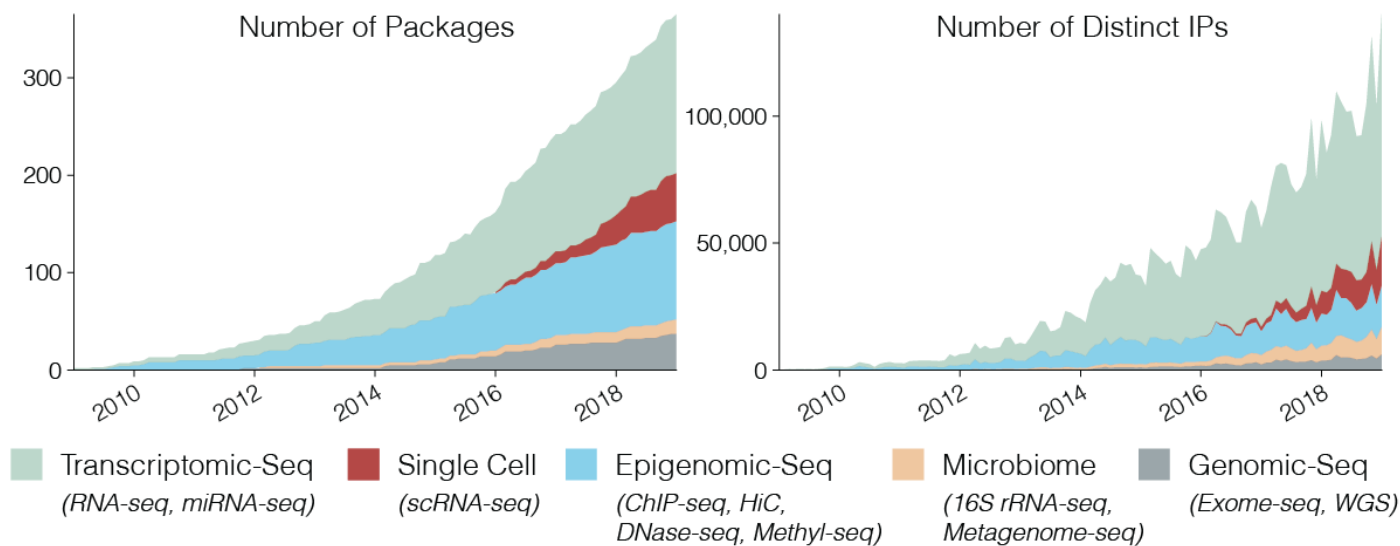 Number of Packages
300
200
100
0
2010
2012
2014
2016
2018
Number of Distinct IPs
100,000
50,000
0
2010
2012
2014
2016
2018
Transcriptomic-Seq
(RNA-seq, miRNA-seq)
Single Cell
(scRNA-seq)
Epigenomic-Seq
(ChIP-seq, HiC,
DNase-seq, Methyl-seq)
Microbiome
(16S rRNA-seq,
Metagenome-seq)
Genomic-Seq
(Exome-seq, WGS)